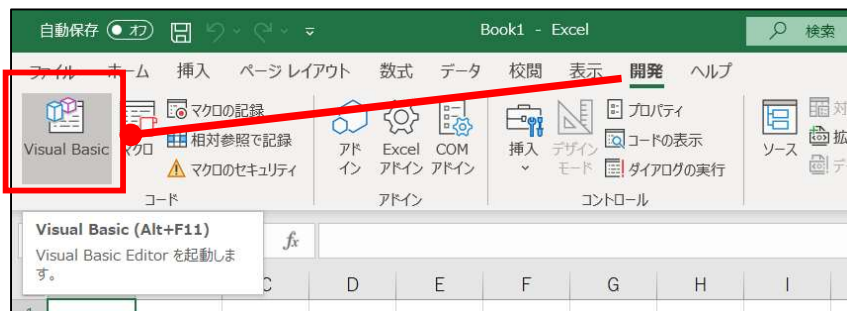 自動保存 オフ Book1 - Excel 検索
ファイル ホーム 挿入 ページ レイアウト 数式 データ 校閲 表示 開発 ヘルプ
Visual Basic
マクロ
マクロの記録
相対参照で記録
マクロのセキュリティ
コード
アド
イン
Excel
アドイン
COM
アドイン
アドイン
挿入
デザイン
モード
プロパティ
コードの表示
ダイアログの実行
コントロール
ソース
対
拡
デ
Visual Basic (Alt+F11)
Visual Basic Editor を起動しま
す。
fx
C D E F G H I